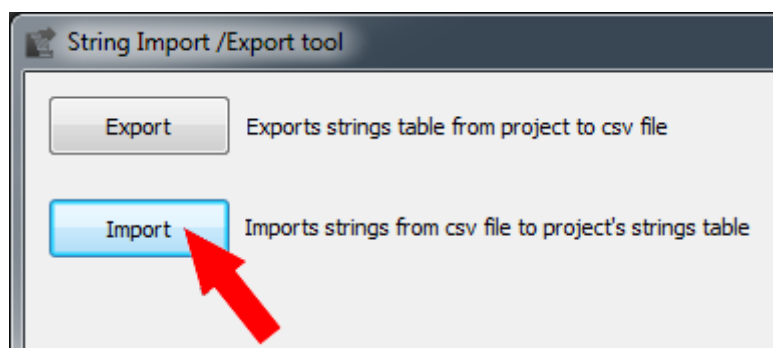 String Import /Export tool
Export Exports strings table from project to csv file
Import Imports strings from csv file to project's strings table